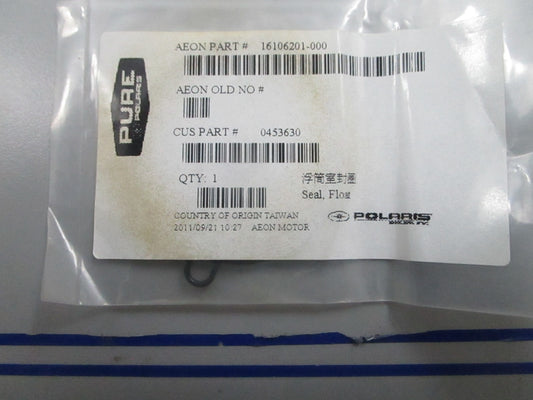 PURE
POLARIS
AEON PART # 16106201-000
AEON OLD NO #
CUS PART # 0453630
QTY: 1 浮筒室封圈
Seal, Float
COUNTRY OF ORIGIN TAIWAN
2011/09/21 10:27 AEON MOTOR
POLARIS